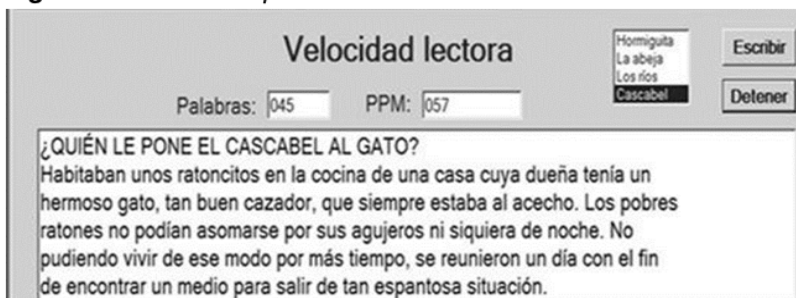 Velocidad lectora
Palabras: 045
PPM: 057
Hormiguita
La abeja
Los ríos
Cascabel
Escribir
Detener
¿QUIÉN LE PONE EL CASCABEL AL GATO?
Habitaban unos ratoncitos en la cocina de una casa cuya dueña tenía un
hermoso gato, tan buen cazador, que siempre estaba al acecho. Los pobres
ratones no podían asomarse por sus agujeros ni siquiera de noche. No
pudiendo vivir de ese modo por más tiempo, se reunieron un día con el fin
de encontrar un medio para salir de tan espantosa situación.